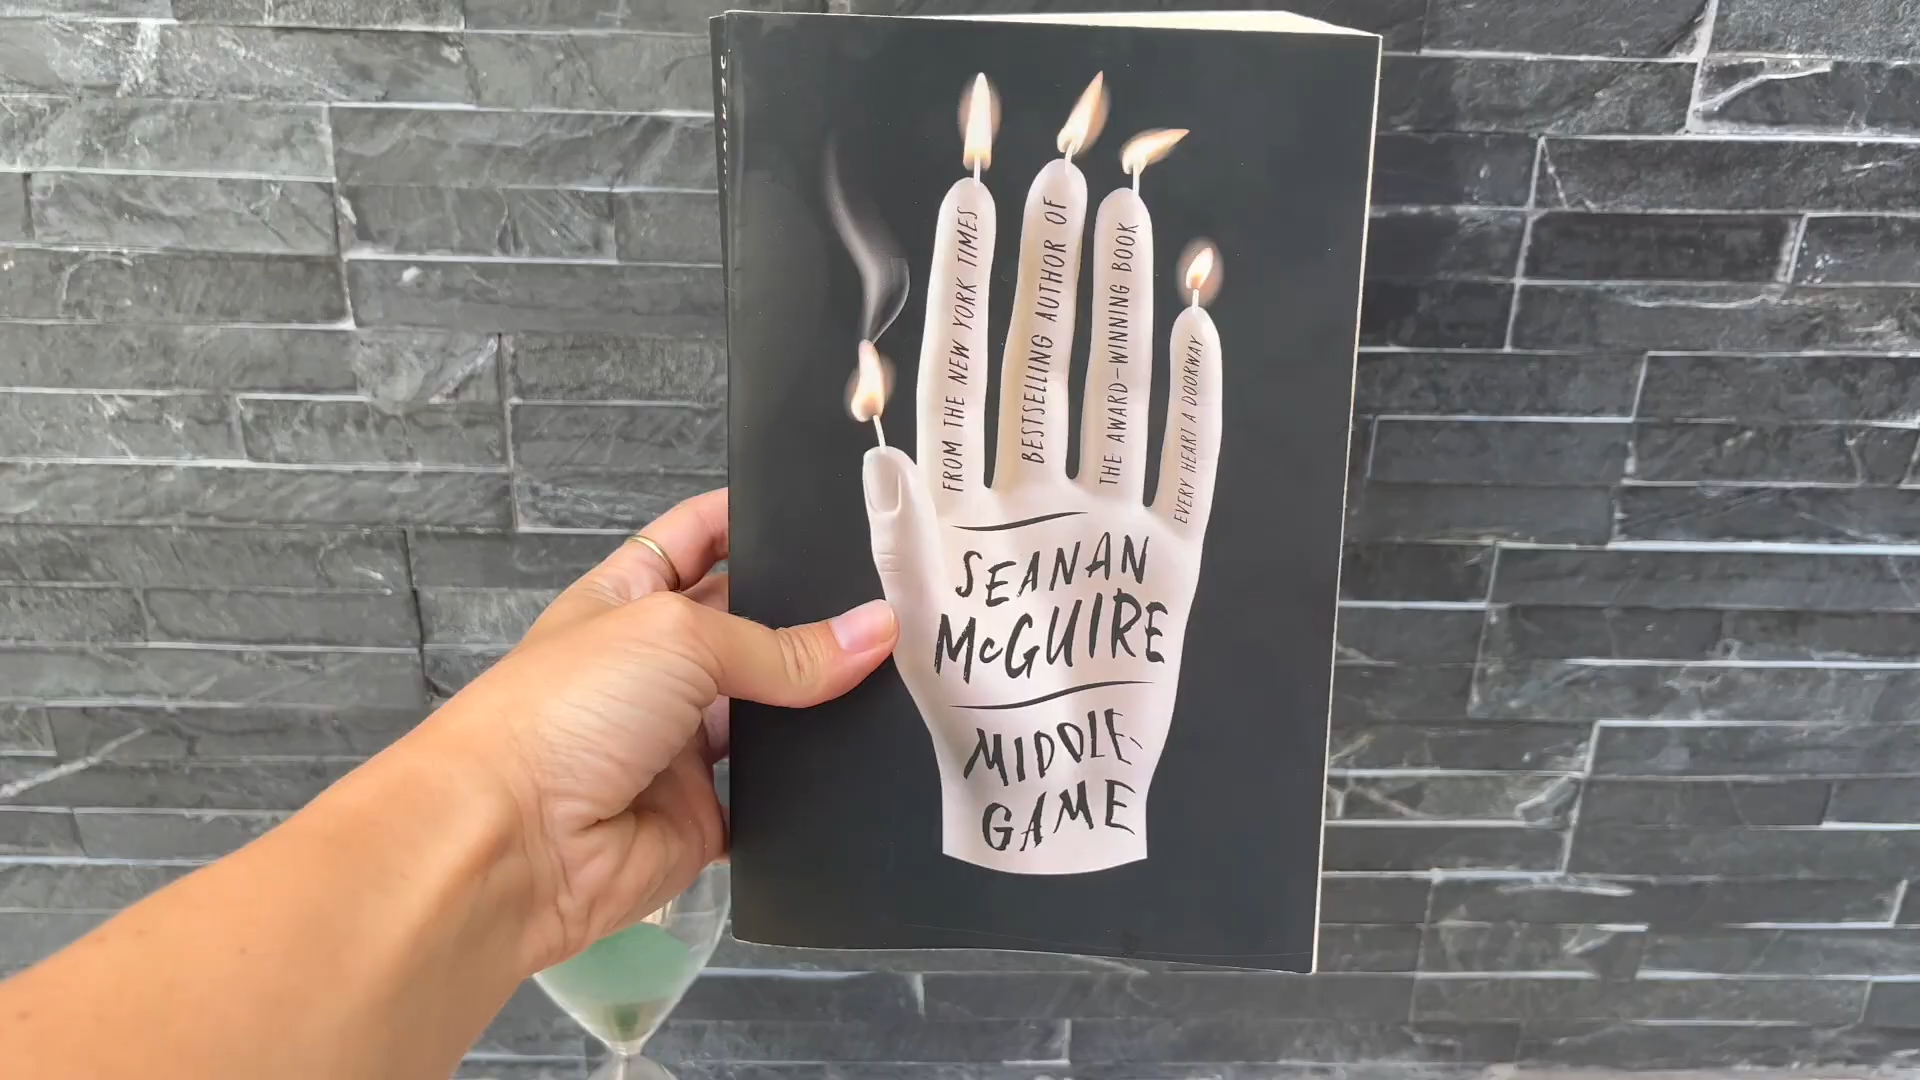 FROM THE NEW YORK TIMES
BESTSELLING AUTHOR OF
THE AWARD-WINNING BOOK
EVERY HEART A DOORWAY
SEANAN
McGUIRE
MIDDLE-
GAME